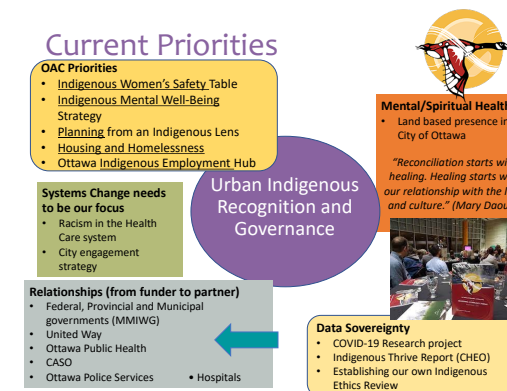 Current Priorities
OAC Priorities
• Indigenous Women's Safety Table
• Indigenous Mental Well-Being
Strategy
• Planning from an Indigenous Lens
• Housing and Homelessness
• Ottawa Indigenous Employment Hub
Mental/Spiritual Health
• Land based presence in
City of Ottawa
"Reconciliation starts wi
healing. Healing starts w
our relationship with the l
and culture." (Mary Daou
Urban Indigenous
Recognition and
Governance
Systems Change needs
to be our focus
• Racism in the Health
Care system
• City engagement
strategy
Relationships (from funder to partner)
• Federal, Provincial and Municipal
governments (MMIWG)
• United Way
• Ottawa Public Health
• CASO
• Ottawa Police Services • Hospitals
Data Sovereignty
• COVID-19 Research project
• Indigenous Thrive Report (CHEO)
• Establishing our own Indigenous
Ethics Review